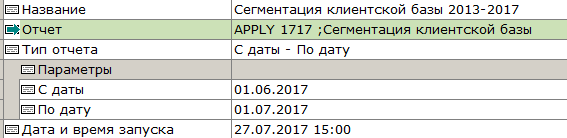 Название Сегментация клиентской базы 2013-2017
Отчет APPLY 1717 ;Сегментация клиентской базы
Тип отчета С даты - По дату
Параметры
С даты 01.06.2017
По дату 01.07.2017
Дата и время запуска 27.07.2017 15:00